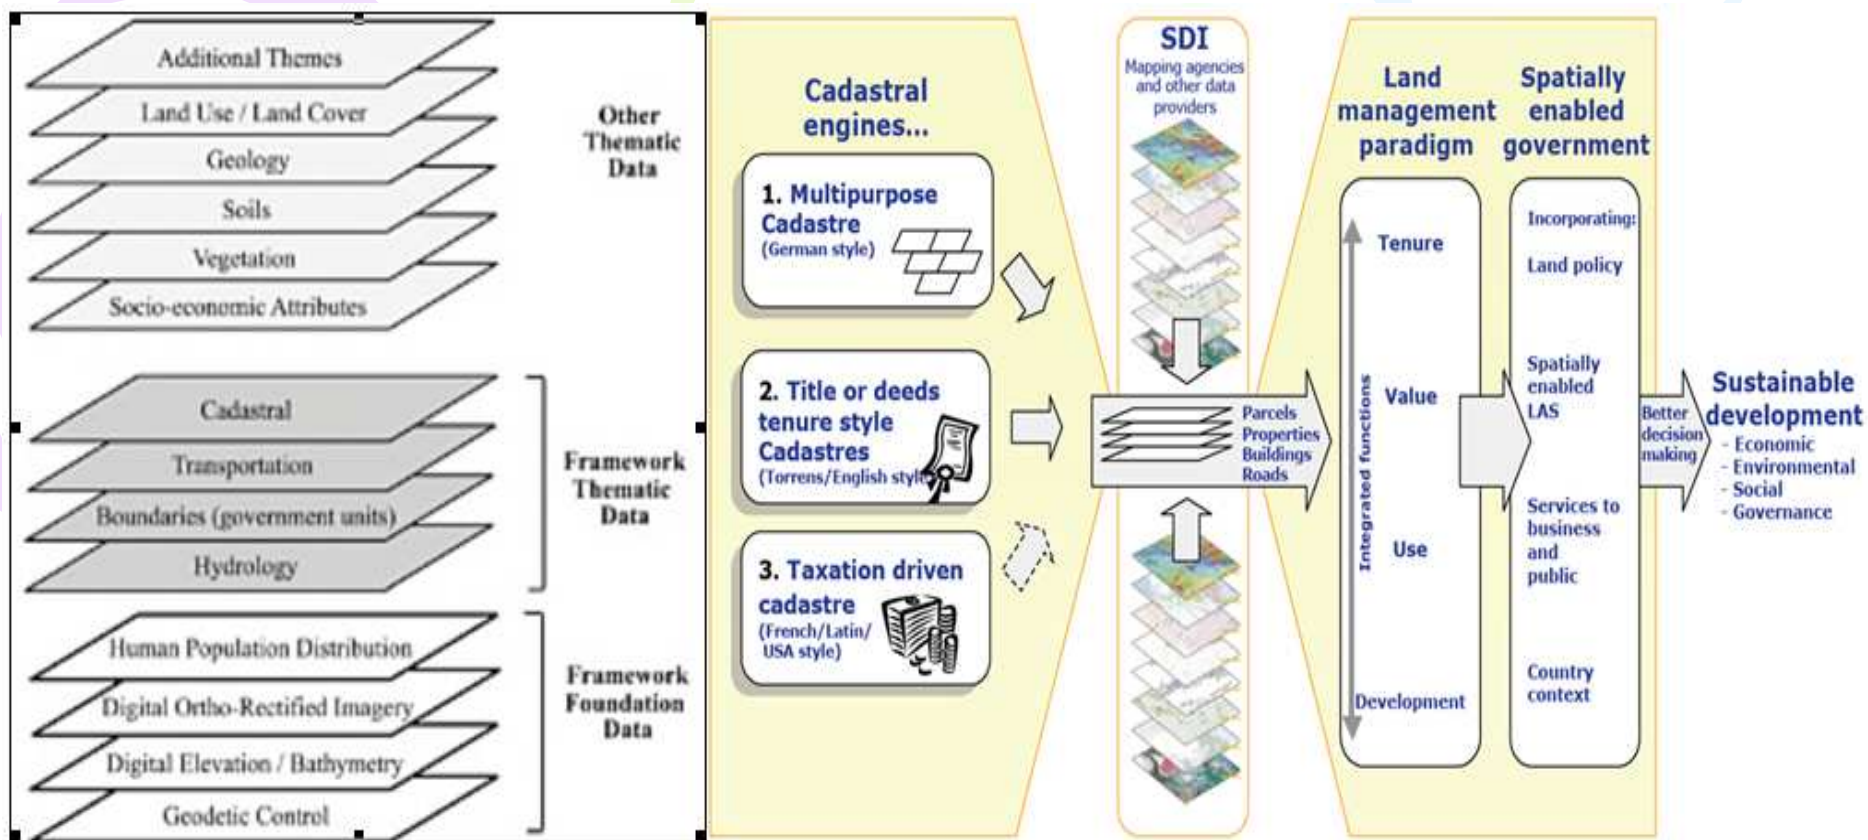 Additional Themes
Land Use / Land Cover
Geology
Soils
Vegetation
Socio-economic Attributes
Other
Thematic
Data
Cadastral
Transportation
Boundaries (government units)
Hydrology
Framework
Thematic
Data
Human Population Distribution
Digital Ortho-Rectified Imagery
Digital Elevation / Bathymetry
Geodetic Control
Framework
Foundation
Data
Cadastral
engines...
1. Multipurpose
Cadastre
(German style)
2. Title or deeds
tenure style
Cadastres
(Torrens/English style
3. Taxation driven
cadastre
(French/Latin/
USA style)
SDI
Mapping agencies
and other data
providers
Parcels
Properties
Buildings
Roads
Land
management
paradigm
Integrated functions
Tenure
Value
Use
Development
Spatially
enabled
government
Incorporating:
Land policy
Spatially
enabled
LAS
Services to
business
and
public
Country
context
Better
decision
making
Sustainable
development
- Economic
- Environmental
- Social
- Governance